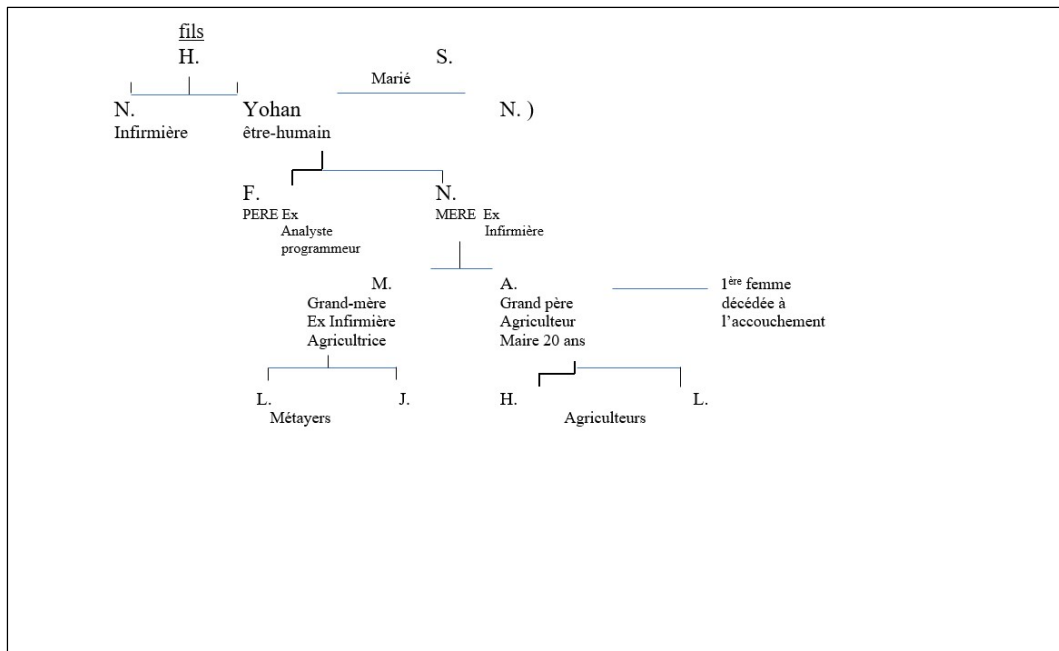 fils
H. S.
Marié
N. Yohan N. )
Infirmière être-humain
F. N.
PERE Ex MERE Ex
Analyste Infirmière
programmeur
M. A. 1ère femme
Grand-mère Grand père décédée à
Ex Infirmière Agriculteur l’accouchement
Agricultrice Maire 20 ans
L. J. H. L.
Métayers Agriculteurs